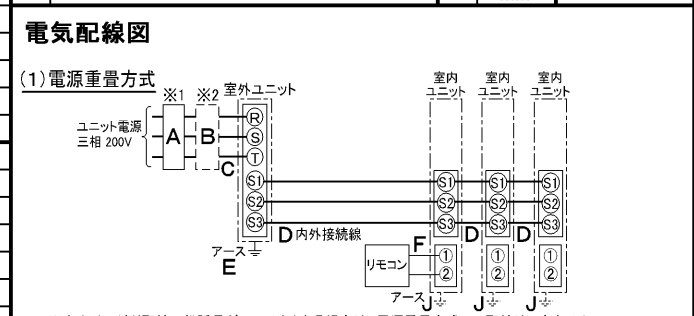 電気配線図
(1)電源重畳方式
※1
※2
室外ユニット
室内
ユニット
室内
ユニット
室内
ユニット
ユニット電源
三相 200V
A
B
C
R
S
T
S1
S2
S3
S1
S2
S3
S1
S2
S3
S1
S2
S3
D 内外接続線
D
D
アース
E
F
リモコン
①
②
①
②
①
②
アース J
J
J